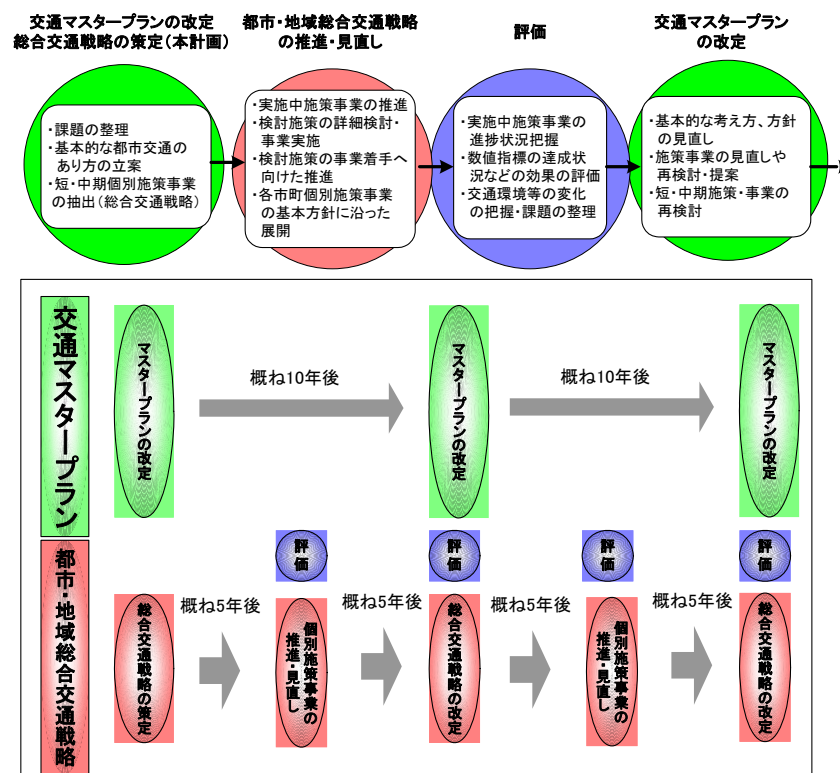 交通マスタープランの改定
総合交通戦略の策定(本計画)
都市・地域総合交通戦略
の推進・見直し
評価
交通マスタープラン
の改定
・課題の整理
・基本的な都市交通の
あり方の立案
・短・中期個別施策事業
の抽出(総合交通戦略)
・実施中施策事業の推進
・検討施策の詳細検討・
事業実施
・検討施策の事業着手へ
向けた推進
・各市町個別施策事業
の基本方針に沿った
展開
・実施中施策事業の
進捗状況把握
・数値指標の達成状
況などの効果の評価
・交通環境等の変化
の把握・課題の整理
・基本的な考え方、方針
の見直し
・施策事業の見直しや
再検討・提案
・短・中期施策・事業の
再検討
交通マスタープラン
マスタープランの改定
概ね10年後
マスタープランの改定
概ね10年後
マスタープランの改定
都市・地域総合交通戦略
評価
評価
評価
評価
総合交通戦略の策定
概ね5年後
個別施策事業の
推進・見直し
概ね5年後
総合交通戦略の改定
概ね5年後
個別施策事業の
推進・見直し
概ね5年後
総合交通戦略の改定